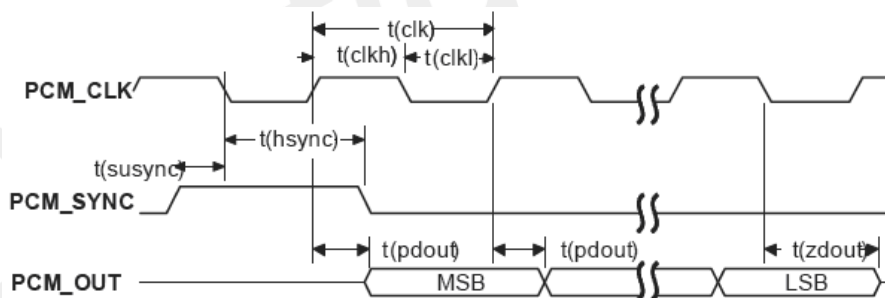 t(clk)
t(clkh) t(clkl)
PCM_CLK
t(hsync)
t(susync)
PCM_SYNC
t(pdout) t(pdout) t(zdout)
PCM_OUT MSB LSB